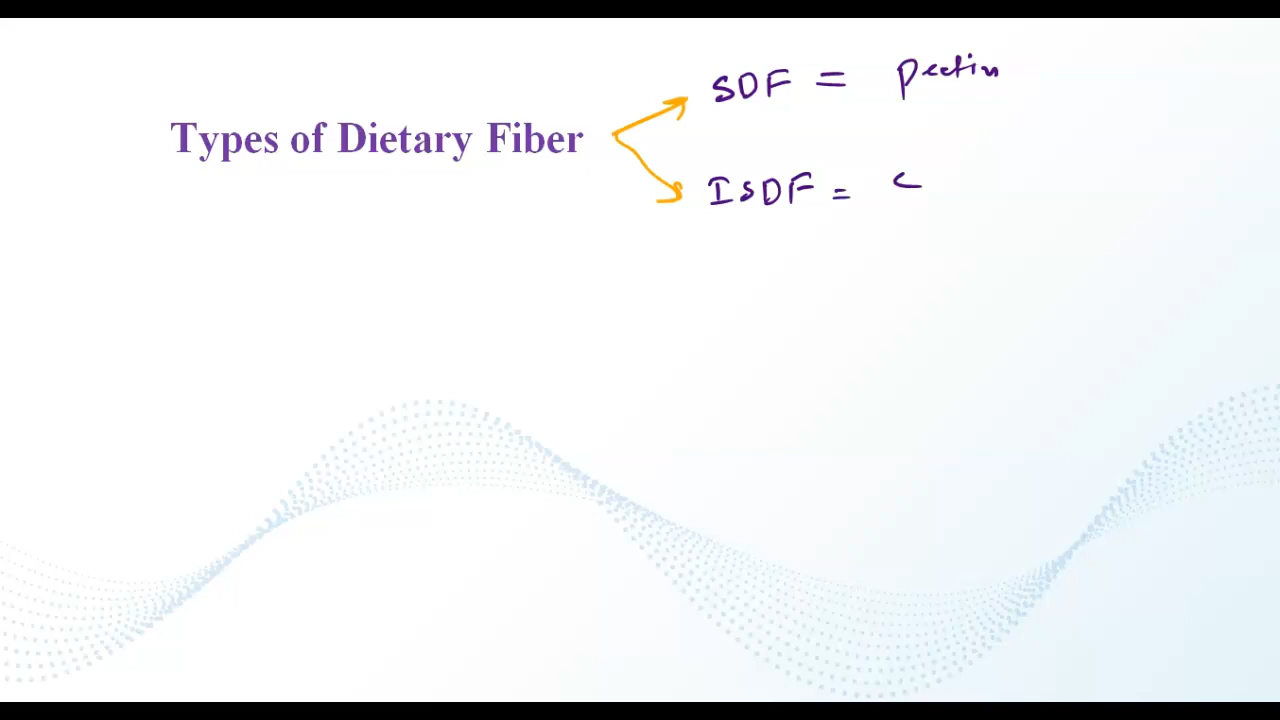 SDF = Pectin
Types of Dietary Fiber
ISDF =